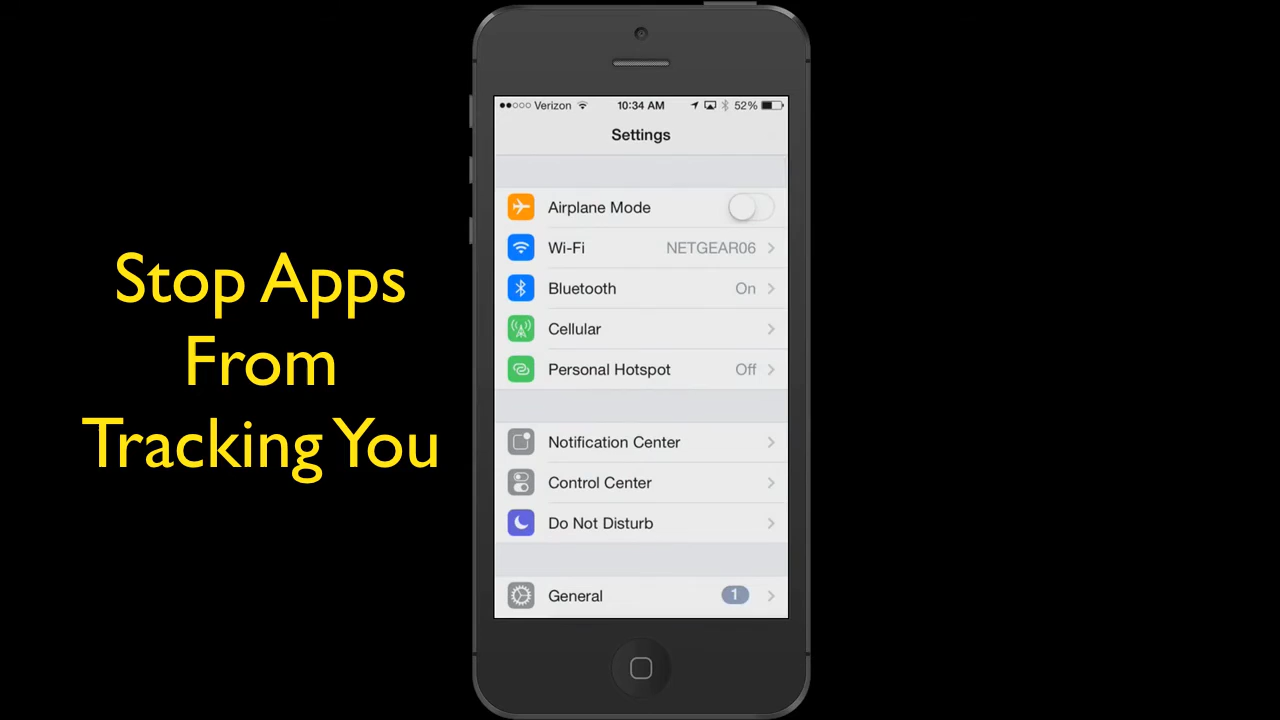 Stop Apps
From
Tracking You
Verizon 10:34 AM 52%
Settings
Airplane Mode
Wi-Fi NETGEAR06
Bluetooth On
Cellular
Personal Hotspot Off
Notification Center
Control Center
Do Not Disturb
General 1